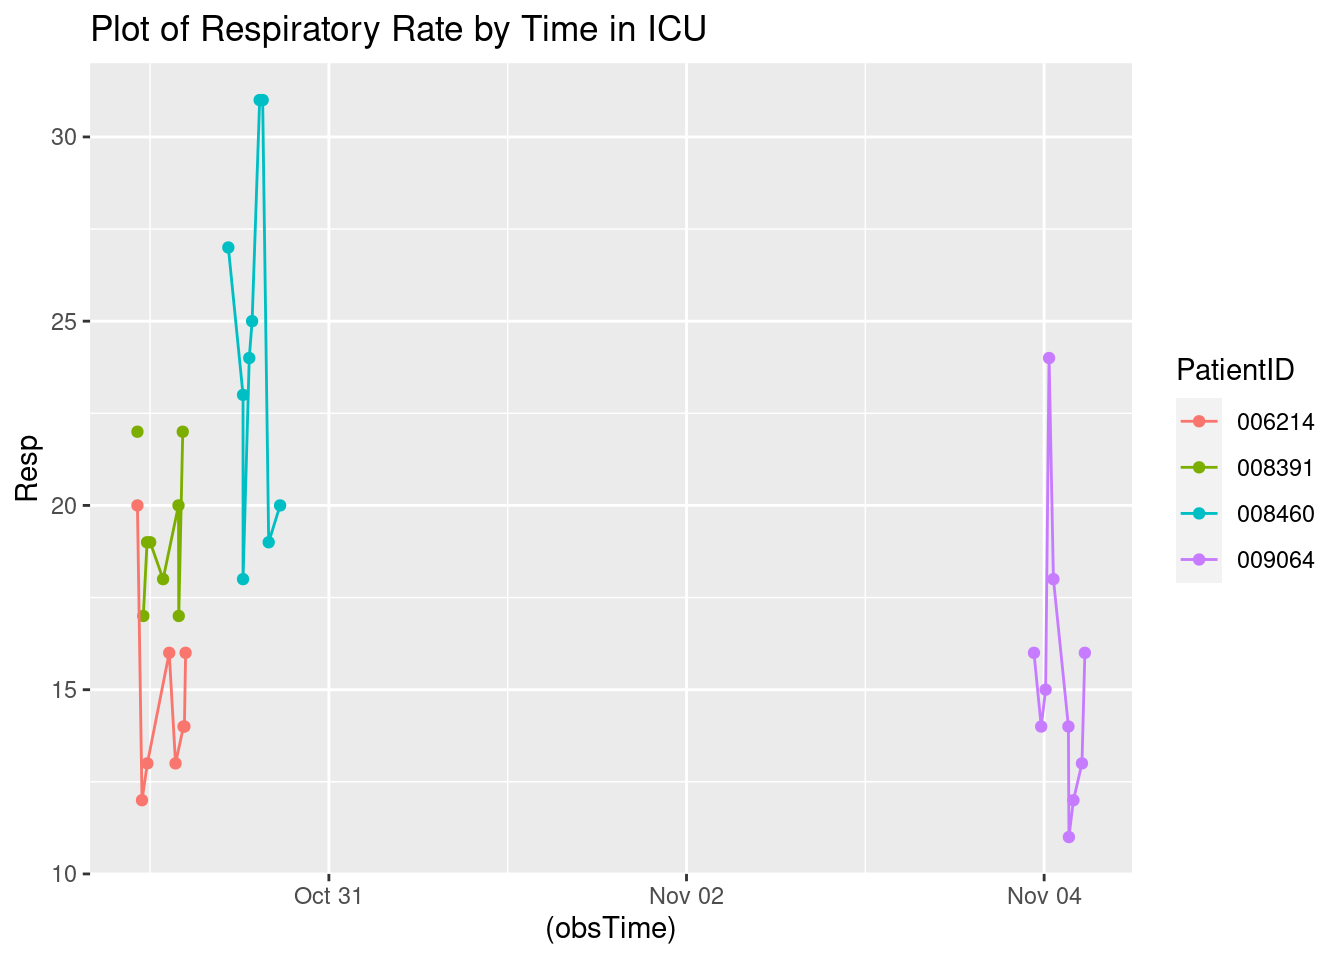 Plot of Respiratory Rate by Time in ICU
Resp
30
25
20
15
10
Oct 31
Nov 02
Nov 04
(obsTime)
PatientID
006214
008391
008460
009064